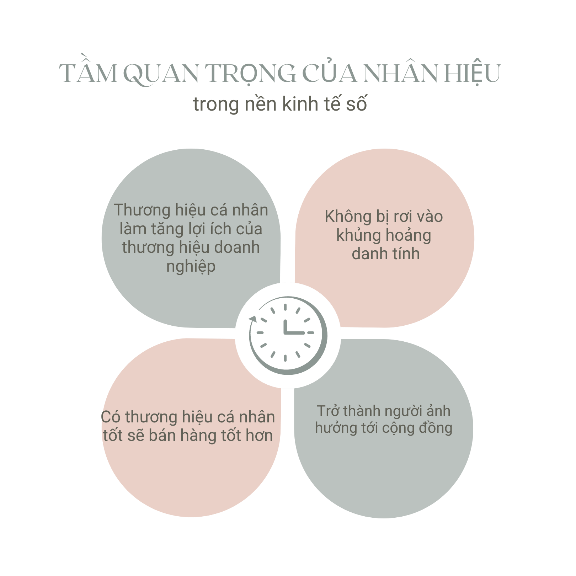 TẦM QUAN TRỌNG CỦA NHÂN HIỆU
trong nền kinh tế số
Thương hiệu cá nhân
làm tăng lợi ích của
thương hiệu doanh
nghiệp
Không bị rơi vào
khủng hoảng
danh tính
Có thương hiệu cá nhân
tốt sẽ bán hàng tốt hơn
Trở thành người ảnh
hưởng tới cộng đồng